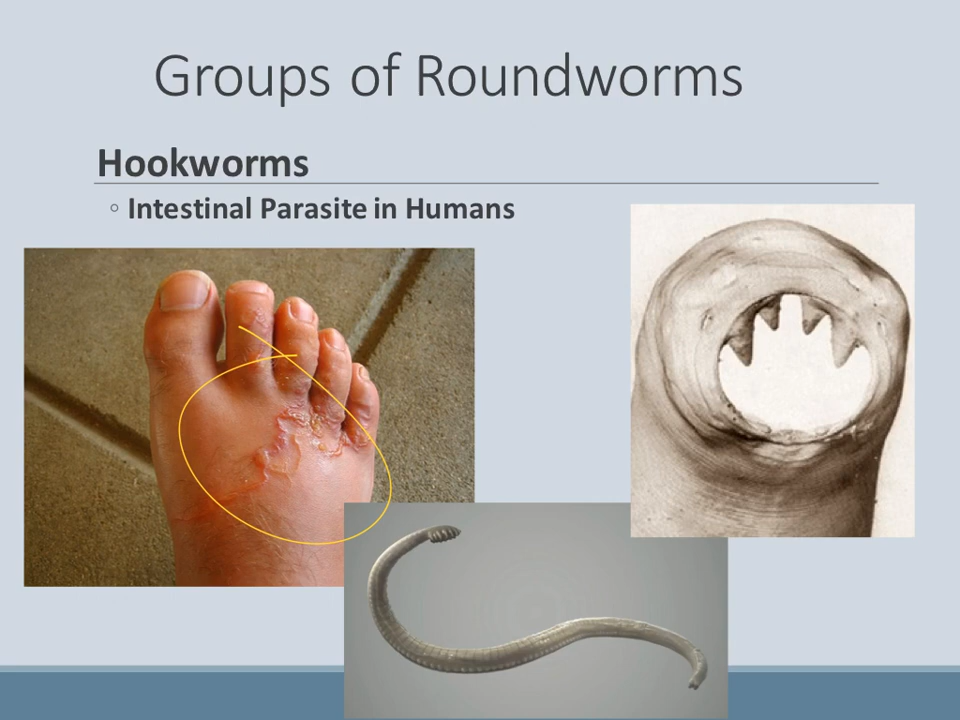 Groups of Roundworms
Hookworms
◦ Intestinal Parasite in Humans